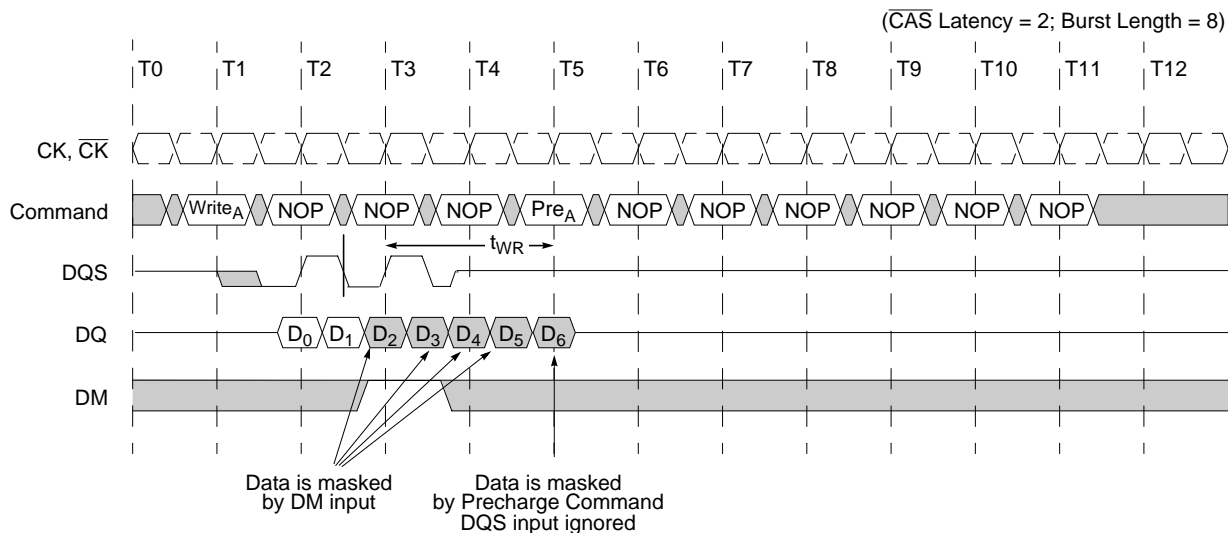 (CAS Latency = 2; Burst Length = 8)
T0 T1 T2 T3 T4 T5 T6 T7 T8 T9 T10 T11 T12
CK, CK
Command WriteA NOP NOP NOP PreA NOP NOP NOP NOP NOP NOP
tWR
DQS
DQ D0 D1 D2 D3 D4 D5 D6
DM
Data is masked
by DM input
Data is masked
by Precharge Command
DQS input ignored